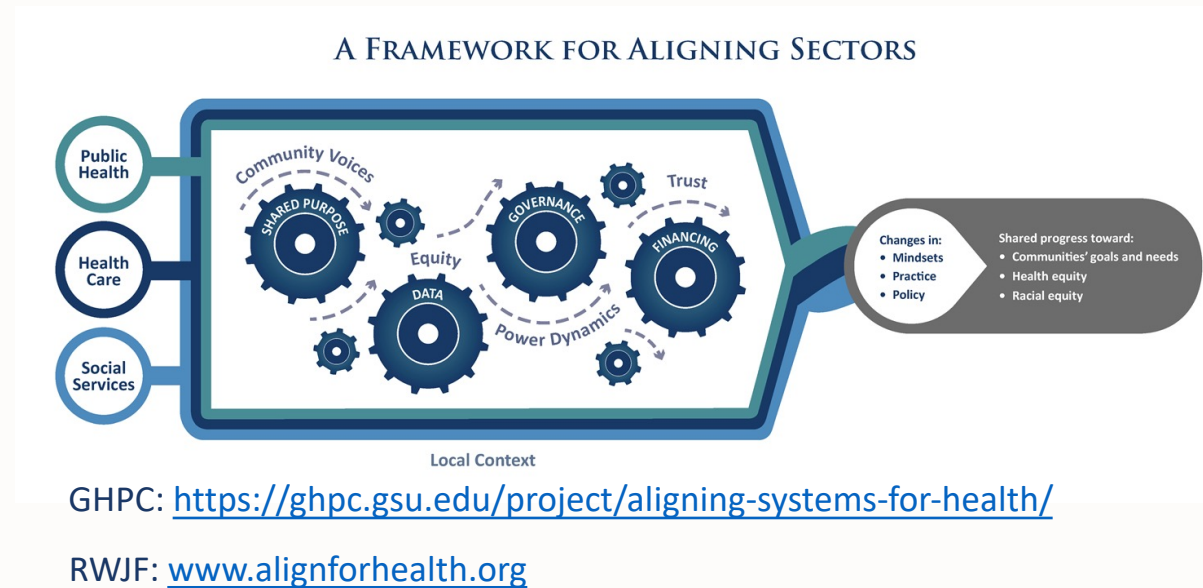 A FRAMEWORK FOR ALIGNING SECTORS
Public
Health
Health
Care
Social
Services
Community Voices
SHARED PURPOSE
Equity
DATA
GOVERNANCE
Power Dynamics
Trust
FINANCING
Changes in:
• Mindsets
• Practice
• Policy
Shared progress toward:
• Communities' goals and needs
• Health equity
• Racial equity
Local Context
GHPC: https://ghpc.gsu.edu/project/aligning-systems-for-health/
RWJF: www.alignforhealth.org